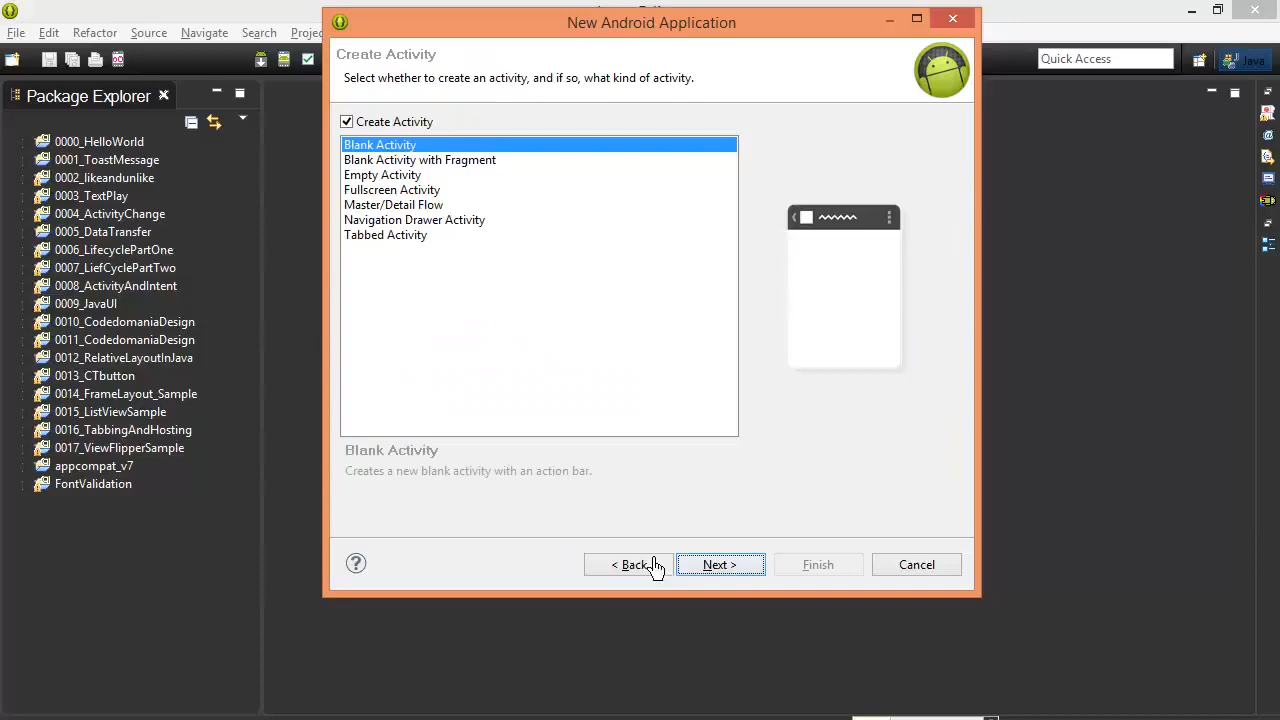 New Android Application
File Edit Refactor Source Navigate Search Projec
Create Activity
Select whether to create an activity, and if so, what kind of activity.
Quick Access
Java
Package Explorer
Create Activity
0000_HelloWorld
0001_ToastMessage
0002_likeandunlike
0003_TextPlay
0004_ActivityChange
0005_DataTransfer
0006_LifecyclePartOne
0007_LiefCyclePartTwo
0008_ActivityAndIntent
0009_JavaUI
0010_CodedomaniaDesign
0011_CodedomaniaDesign
0012_RelativeLayoutInJava
0013_CTbutton
0014_FrameLayout_Sample
0015_ListViewSample
0016_TabbingAndHosting
0017_ViewFlipperSample
appcompat_v7
FontValidation
Blank Activity
Blank Activity with Fragment
Empty Activity
Fullscreen Activity
Master/Detail Flow
Navigation Drawer Activity
Tabbed Activity
Blank Activity
Creates a new blank activity with an action bar.
< Back
Next >
Finish
Cancel